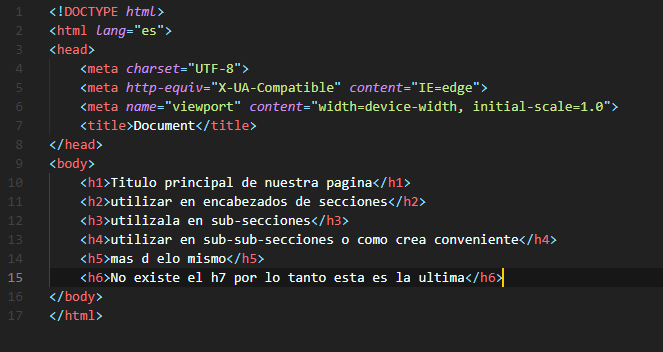 1 <!DOCTYPE html>
2 <html lang="es">
3 <head>
4     <meta charset="UTF-8">
5     <meta http-equiv="X-UA-Compatible" content="IE=edge">
6     <meta name="viewport" content="width=device-width, initial-scale=1.0">
7     <title>Document</title>
8 </head>
9 <body>
10     <h1>Titulo principal de nuestra pagina</h1>
11     <h2>utilizar en encabezados de secciones</h2>
12     <h3>utilizala en sub-secciones</h3>
13     <h4>utilizar en sub-sub-secciones o como crea conveniente</h4>
14     <h5>mas d elo mismo</h5>
15     <h6>No existe el h7 por lo tanto esta es la ultima</h6>
16 </body>
17 </html>